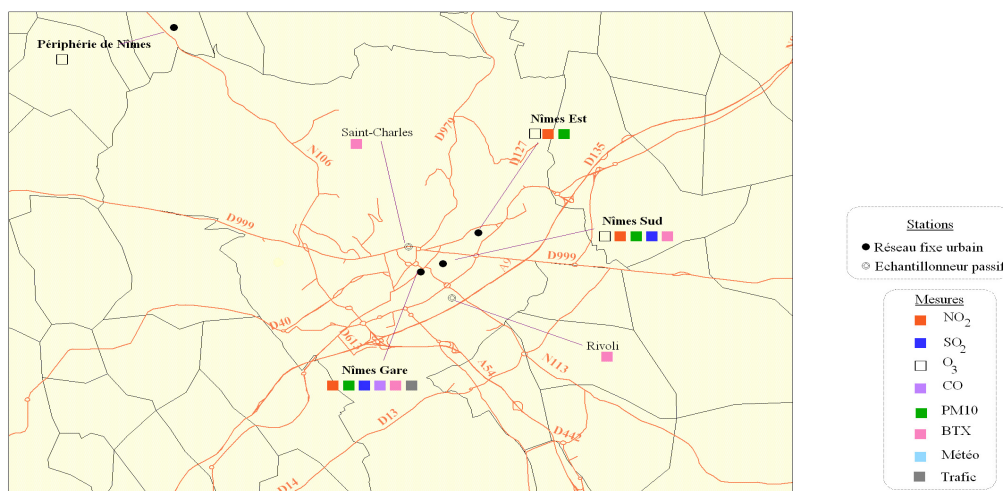 Périphérie de Nîmes
Saint-Charles
Nîmes Est
D979
D127
D135
N106
D999
Nîmes Sud
A9
D999
D40
D613
Rivoli
Nîmes Gare
A54
N113
D13
D442
D14
Stations
Réseau fixe urbain
Echantillonneur passif
Mesures
NO2
SO2
O3
CO
PM10
BTX
Météo
Trafic